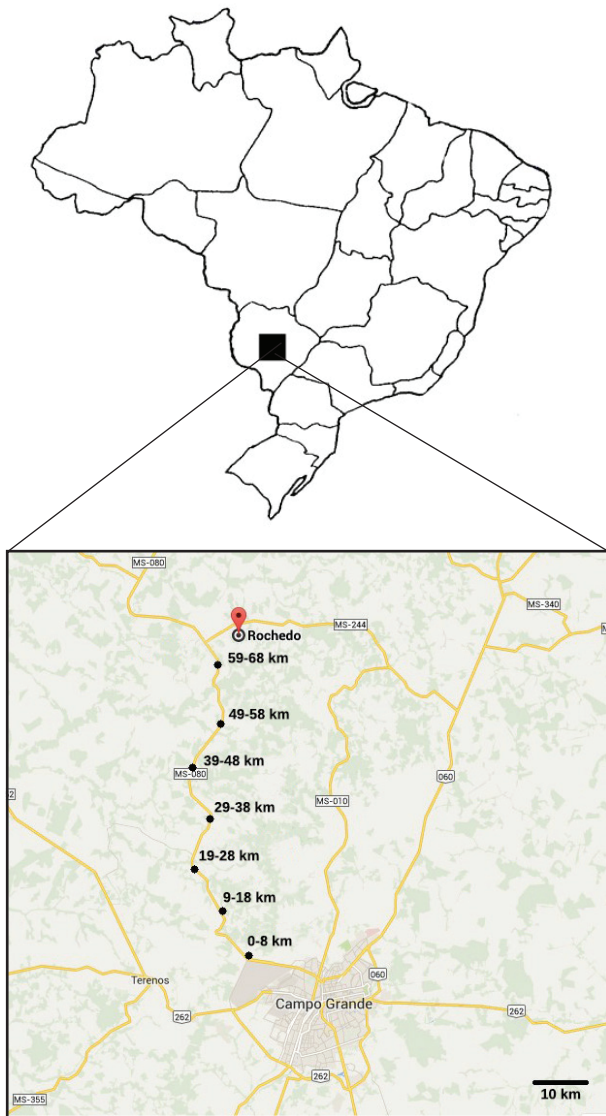 MS-080
MS-340
MS-244
Rochedo
59-68 km
49-58 km
39-48 km
MS-080
060
2
MS-010
29-38 km
19-28 km
9-18 km
0-8 km
060
Terenos
Campo Grande
262
262
262
MS-355
10 km